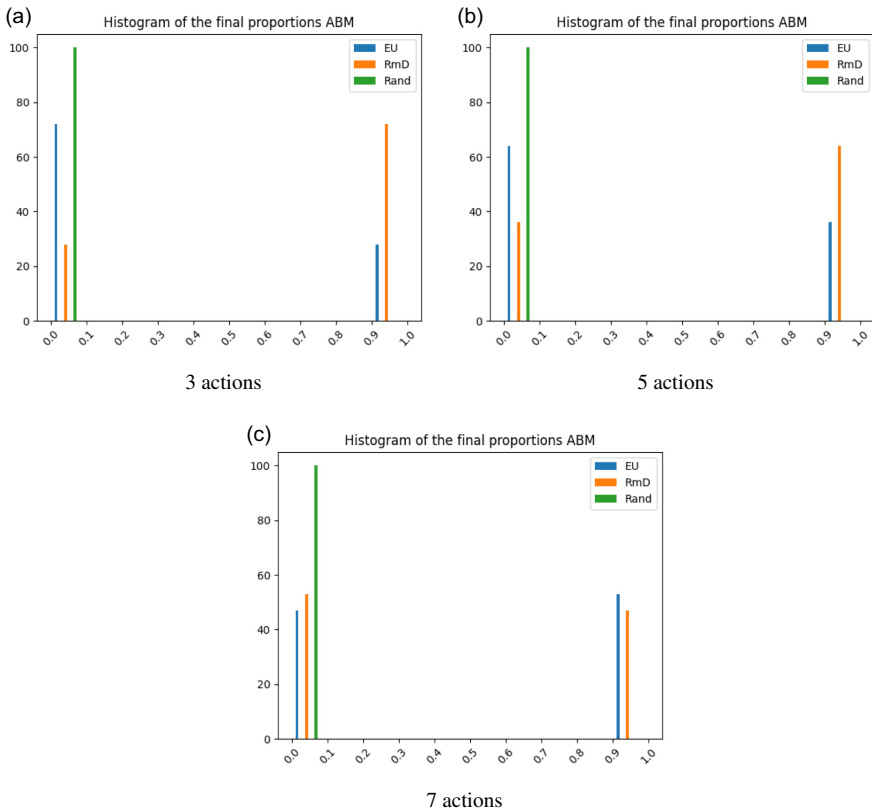 (a)
Histogram of the final proportions ABM
EU
RmD
Rand
100
80
60
40
20
0
0.0 0.1 0.2 0.3 0.4 0.5 0.6 0.7 0.8 0.9 1.0
3 actions
(b)
Histogram of the final proportions ABM
EU
RmD
Rand
100
80
60
40
20
0
0.0 0.1 0.2 0.3 0.4 0.5 0.6 0.7 0.8 0.9 1.0
5 actions
(c)
Histogram of the final proportions ABM
EU
RmD
Rand
100
80
60
40
20
0
0.0 0.1 0.2 0.3 0.4 0.5 0.6 0.7 0.8 0.9 1.0
7 actions